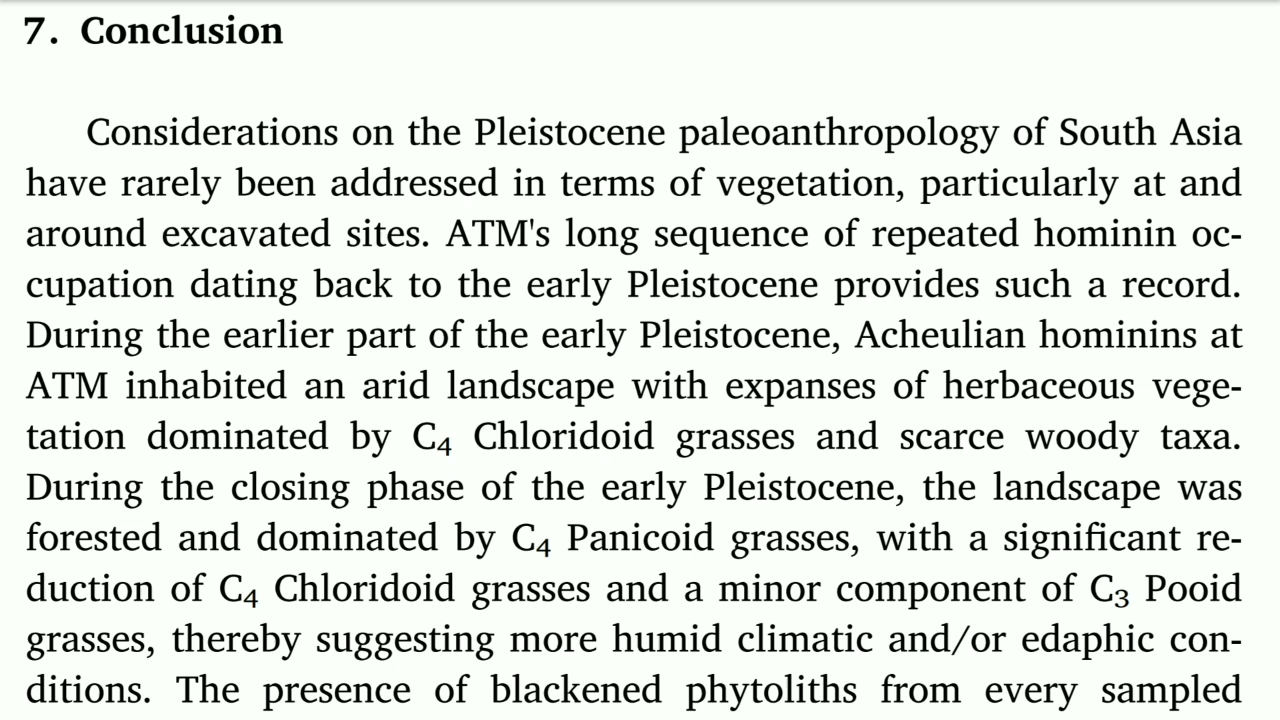 7. Conclusion
Considerations on the Pleistocene paleoanthropology of South Asia
have rarely been addressed in terms of vegetation, particularly at and
around excavated sites. ATM's long sequence of repeated hominin oc-
cupation dating back to the early Pleistocene provides such a record.
During the earlier part of the early Pleistocene, Acheulian hominins at
ATM inhabited an arid landscape with expanses of herbaceous vege-
tation dominated by C₄ Chloridoid grasses and scarce woody taxa.
During the closing phase of the early Pleistocene, the landscape was
forested and dominated by C₄ Panicoid grasses, with a significant re-
duction of C₄ Chloridoid grasses and a minor component of C₃ Pooid
grasses, thereby suggesting more humid climatic and/or edaphic con-
ditions. The presence of blackened phytoliths from every sampled